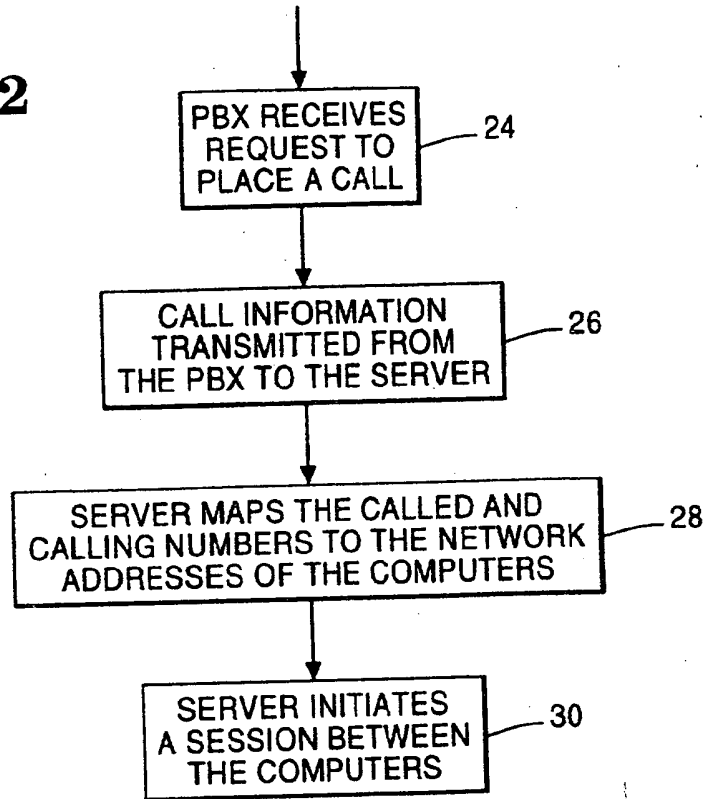 2
PBX RECEIVES
REQUEST TO
PLACE A CALL
24
CALL INFORMATION
TRANSMITTED FROM
THE PBX TO THE SERVER
26
SERVER MAPS THE CALLED AND
CALLING NUMBERS TO THE NETWORK
ADDRESSES OF THE COMPUTERS
28
SERVER INITIATES
A SESSION BETWEEN
THE COMPUTERS
30